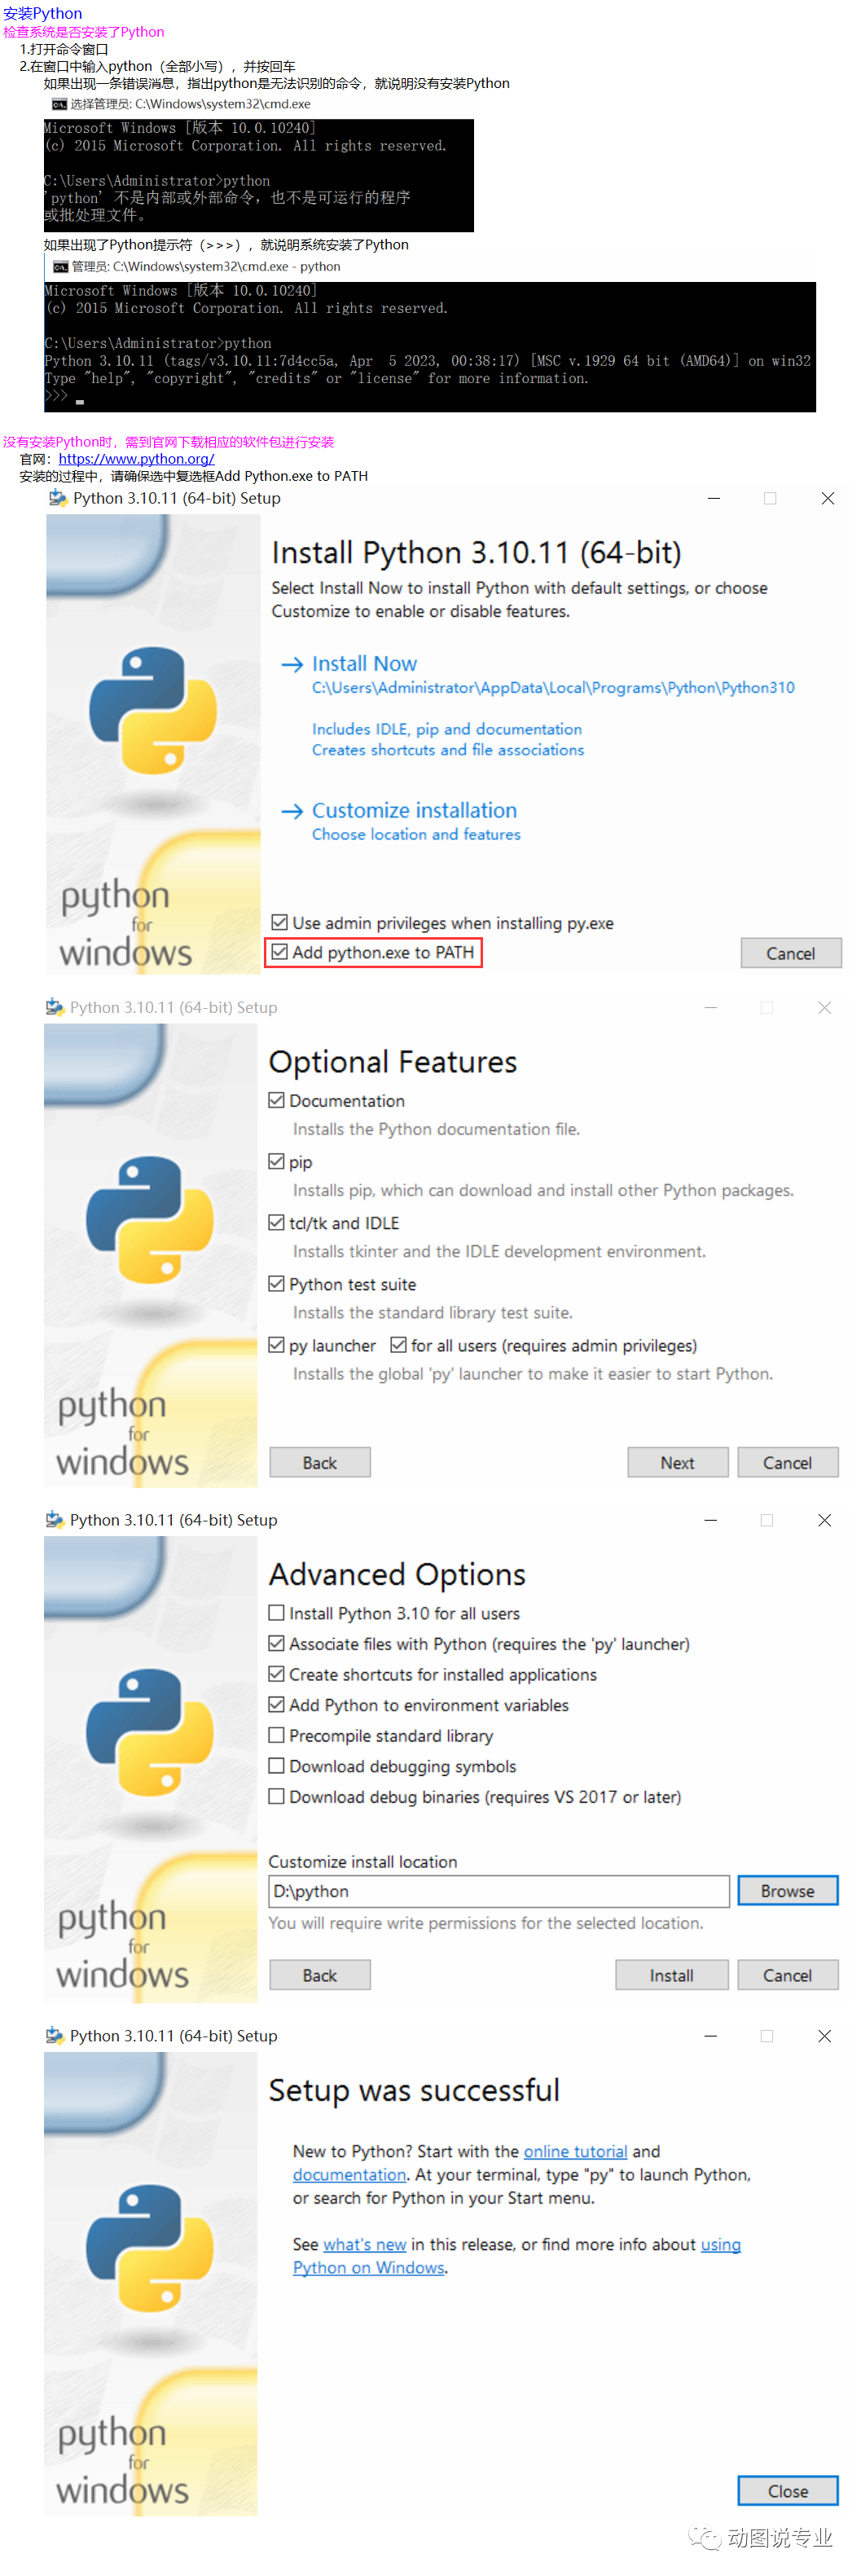 安装Python
检查系统是否安装了Python
1.打开命令窗口
2.在窗口中输入python（全部小写），并按回车
如果出现一条错误消息，指出python是无法识别的命令，就说明没有安装Python
选择管理员: C:\Windows\system32\cmd.exe
Microsoft Windows [版本 10.0.10240]
(c) 2015 Microsoft Corporation. All rights reserved.
C:\Users\Administrator>python
'python' 不是内部或外部命令，也不是可运行的程序
或批处理文件。
如果出现了Python提示符（>>>），就说明系统安装了Python
管理员: C:\Windows\system32\cmd.exe - python
Microsoft Windows [版本 10.0.10240]
(c) 2015 Microsoft Corporation. All rights reserved.
C:\Users\Administrator>python
Python 3.10.11 (tags/v3.10.11:7d4cc5a, Apr  5 2023, 00:38:17) [MSC v.1929 64 bit (AMD64)] on win32
Type "help", "copyright", "credits" or "license" for more information.
>>> 
没有安装Python时，需到官网下载相应的软件包进行安装
官网：https://www.python.org/
安装的过程中，请确保选中复选框Add Python.exe to PATH
Python 3.10.11 (64-bit) Setup
Install Python 3.10.11 (64-bit)
Select Install Now to install Python with default settings, or choose
Customize to enable or disable features.
Install Now
C:\Users\Administrator\AppData\Local\Programs\Python\Python310
Includes IDLE, pip and documentation
Creates shortcuts and file associations
Customize installation
Choose location and features
Use admin privileges when installing py.exe
Add python.exe to PATH
Cancel
python
for
windows
Python 3.10.11 (64-bit) Setup
Optional Features
Documentation
Installs the Python documentation file.
pip
Installs pip, which can download and install other Python packages.
tcl/tk and IDLE
Installs tkinter and the IDLE development environment.
Python test suite
Installs the standard library test suite.
py launcher for all users (requires admin privileges)
Installs the global 'py' launcher to make it easier to start Python.
python
for
windows
Back Next Cancel
Python 3.10.11 (64-bit) Setup
Advanced Options
Install Python 3.10 for all users
Associate files with Python (requires the 'py' launcher)
Create shortcuts for installed applications
Add Python to environment variables
Precompile standard library
Download debugging symbols
Download debug binaries (requires VS 2017 or later)
Customize install location
D:\python Browse
You will require write permissions for the selected location.
python
for
windows
Back Install Cancel
Python 3.10.11 (64-bit) Setup
Setup was successful
New to Python? Start with the online tutorial and
documentation. At your terminal, type "py" to launch Python,
or search for Python in your Start menu.
See what's new in this release, or find more info about using
Python on Windows.
python
for
windows
Close
动图说专业